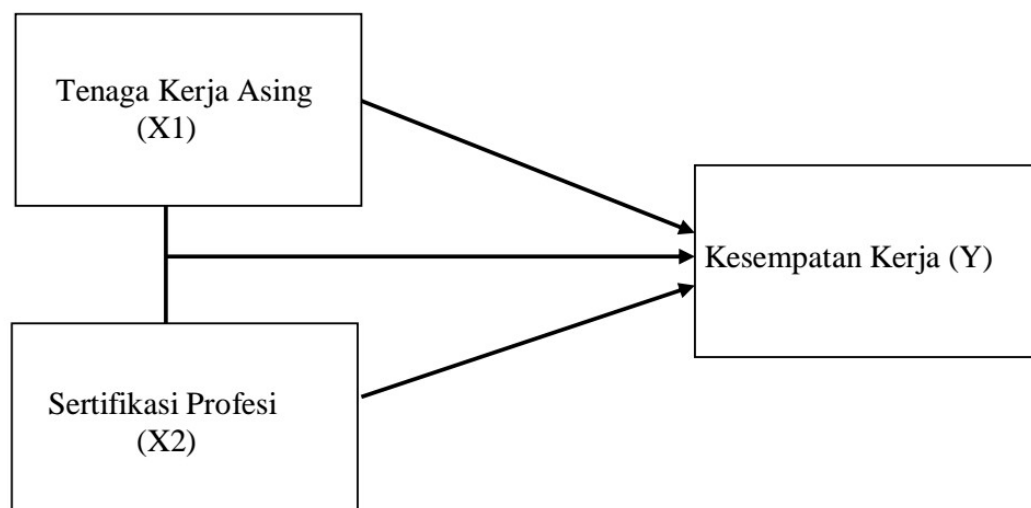 Tenaga Kerja Asing
(X1)
Kesempatan Kerja (Y)
Sertifikasi Profesi
(X2)